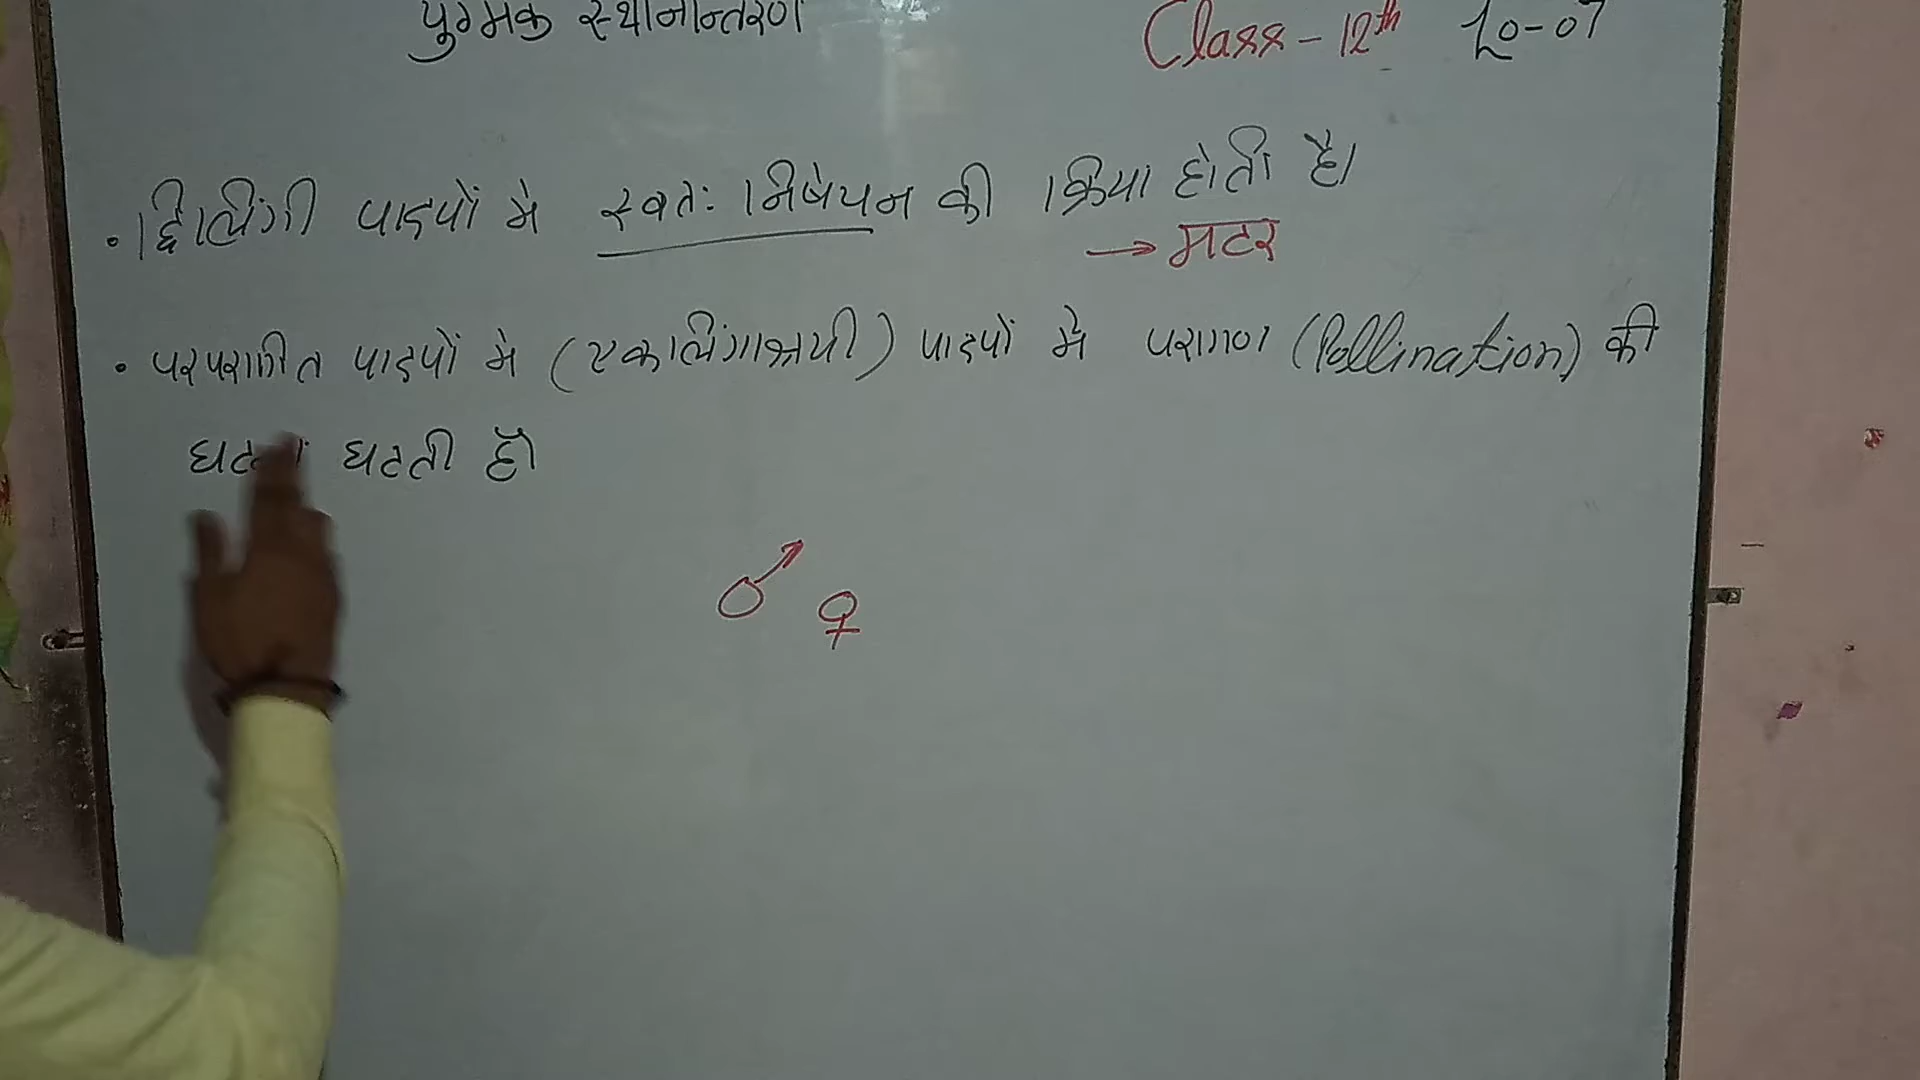 युग्मक स्थानान्तरण Class - 12th L0-07
• द्विलिंगी पादपों मे स्वतः निषेचन की क्रिया होती है।
→ मटर
• परपरागित पादपों मे (एकलिंगाश्रयी) पादपों मे परागण (Pollination) की
घटना घटती है।
♂ ♀